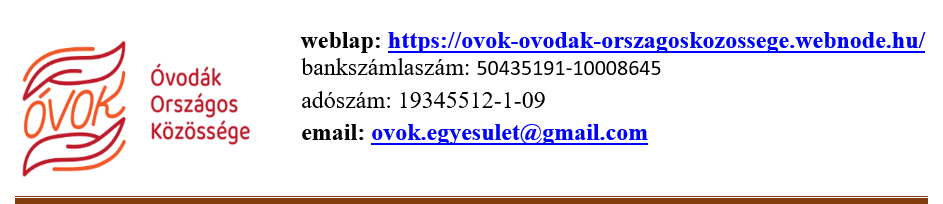 ÓVOK
Óvodák
Országos
Közössége
weblap: https://ovok-ovodak-orszagoskozossege.webnode.hu/
bankszámlaszám: 50435191-10008645
adószám: 19345512-1-09
email: ovok.egyesulet@gmail.com